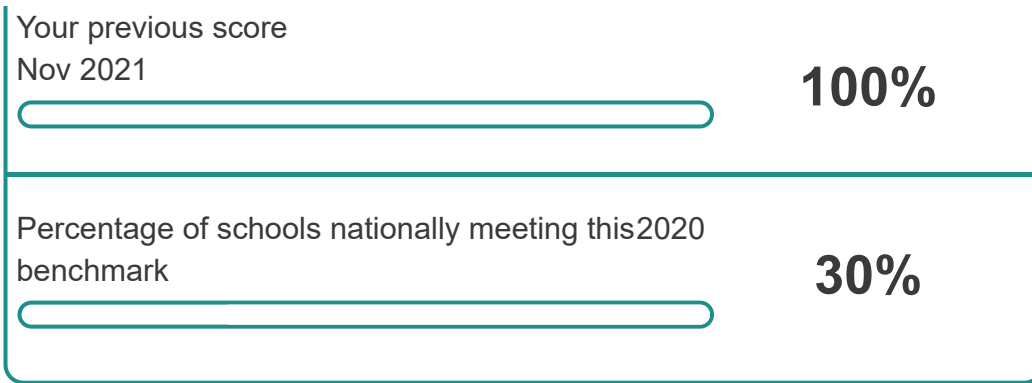 Your previous score
Nov 2021
100%
Percentage of schools nationally meeting this2020
benchmark
30%